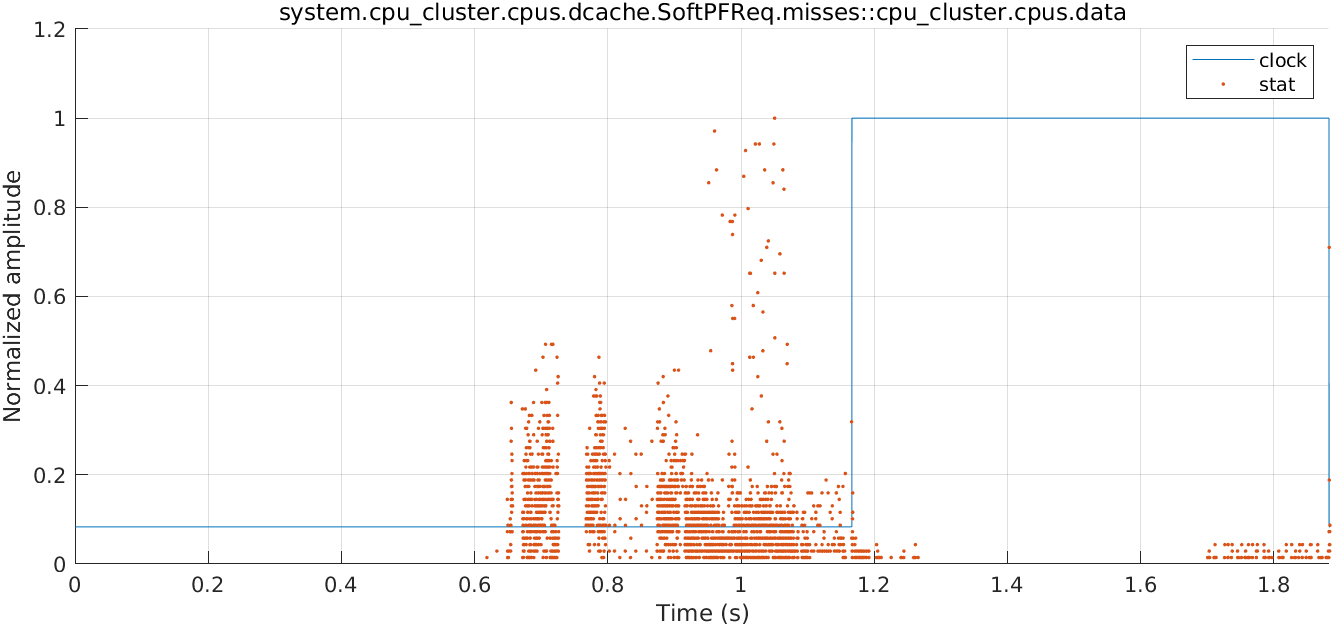 system.cpu_cluster.cpus.dcache.SoftPFReq.misses::cpu_cluster.cpus.data
1.2
1
0.8
0.6
0.4
0.2
0
Normalized amplitude
clock
stat
0 0.2 0.4 0.6 0.8 1 1.2 1.4 1.6 1.8
Time (s)